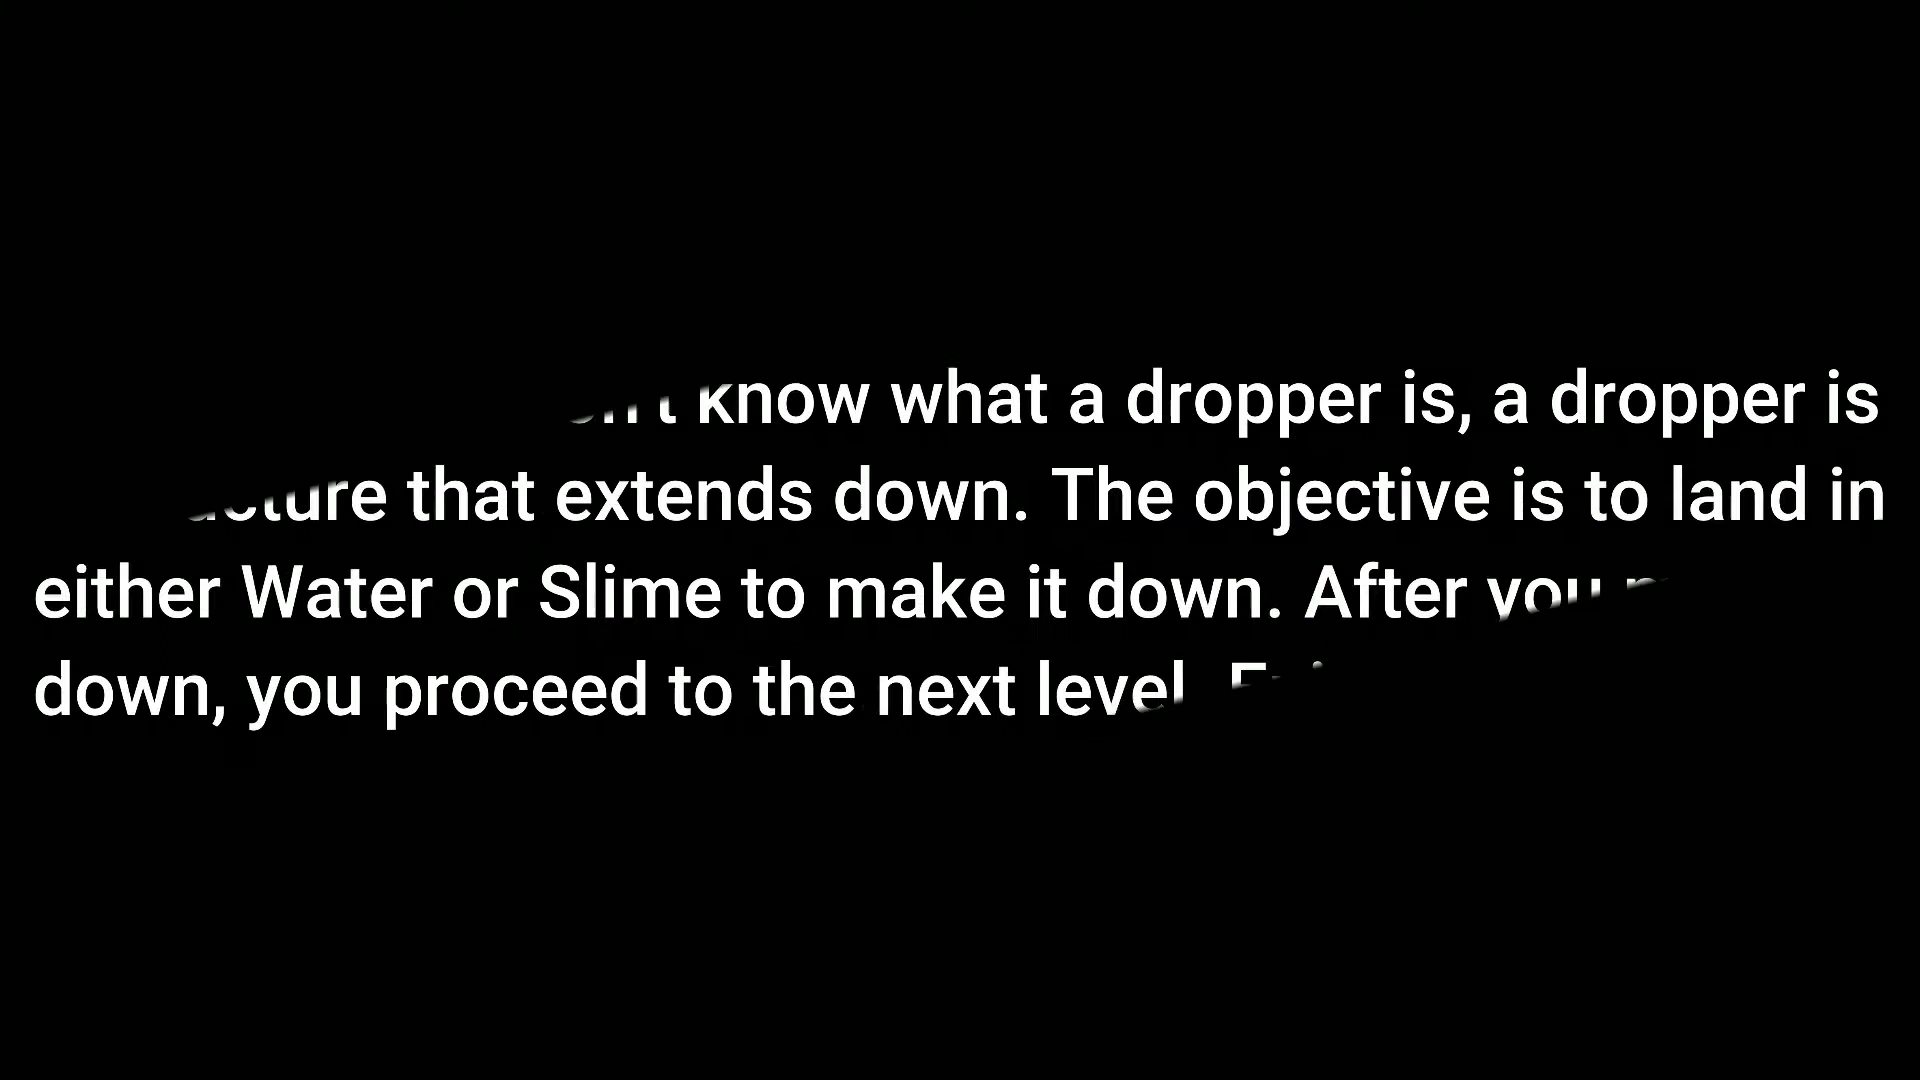 know what a dropper is, a dropper is
that extends down. The objective is to land in
either Water or Slime to make it down. After you
down, you proceed to the next level.